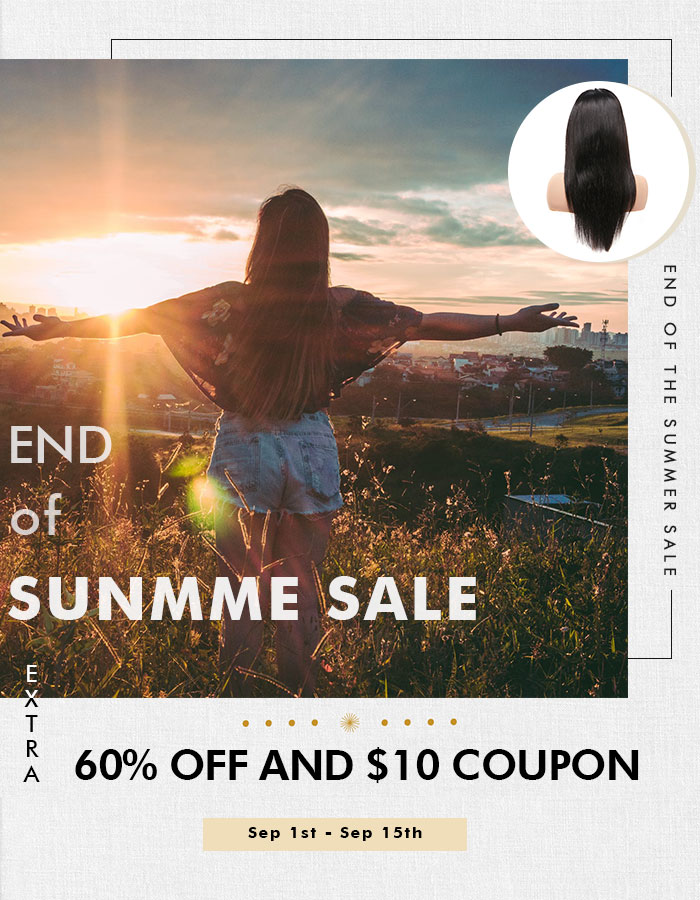 END OF THE SUMMER SALE
END
of
SUNMME SALE
EXTRA
60% OFF AND $10 COUPON
Sep 1st - Sep 15th